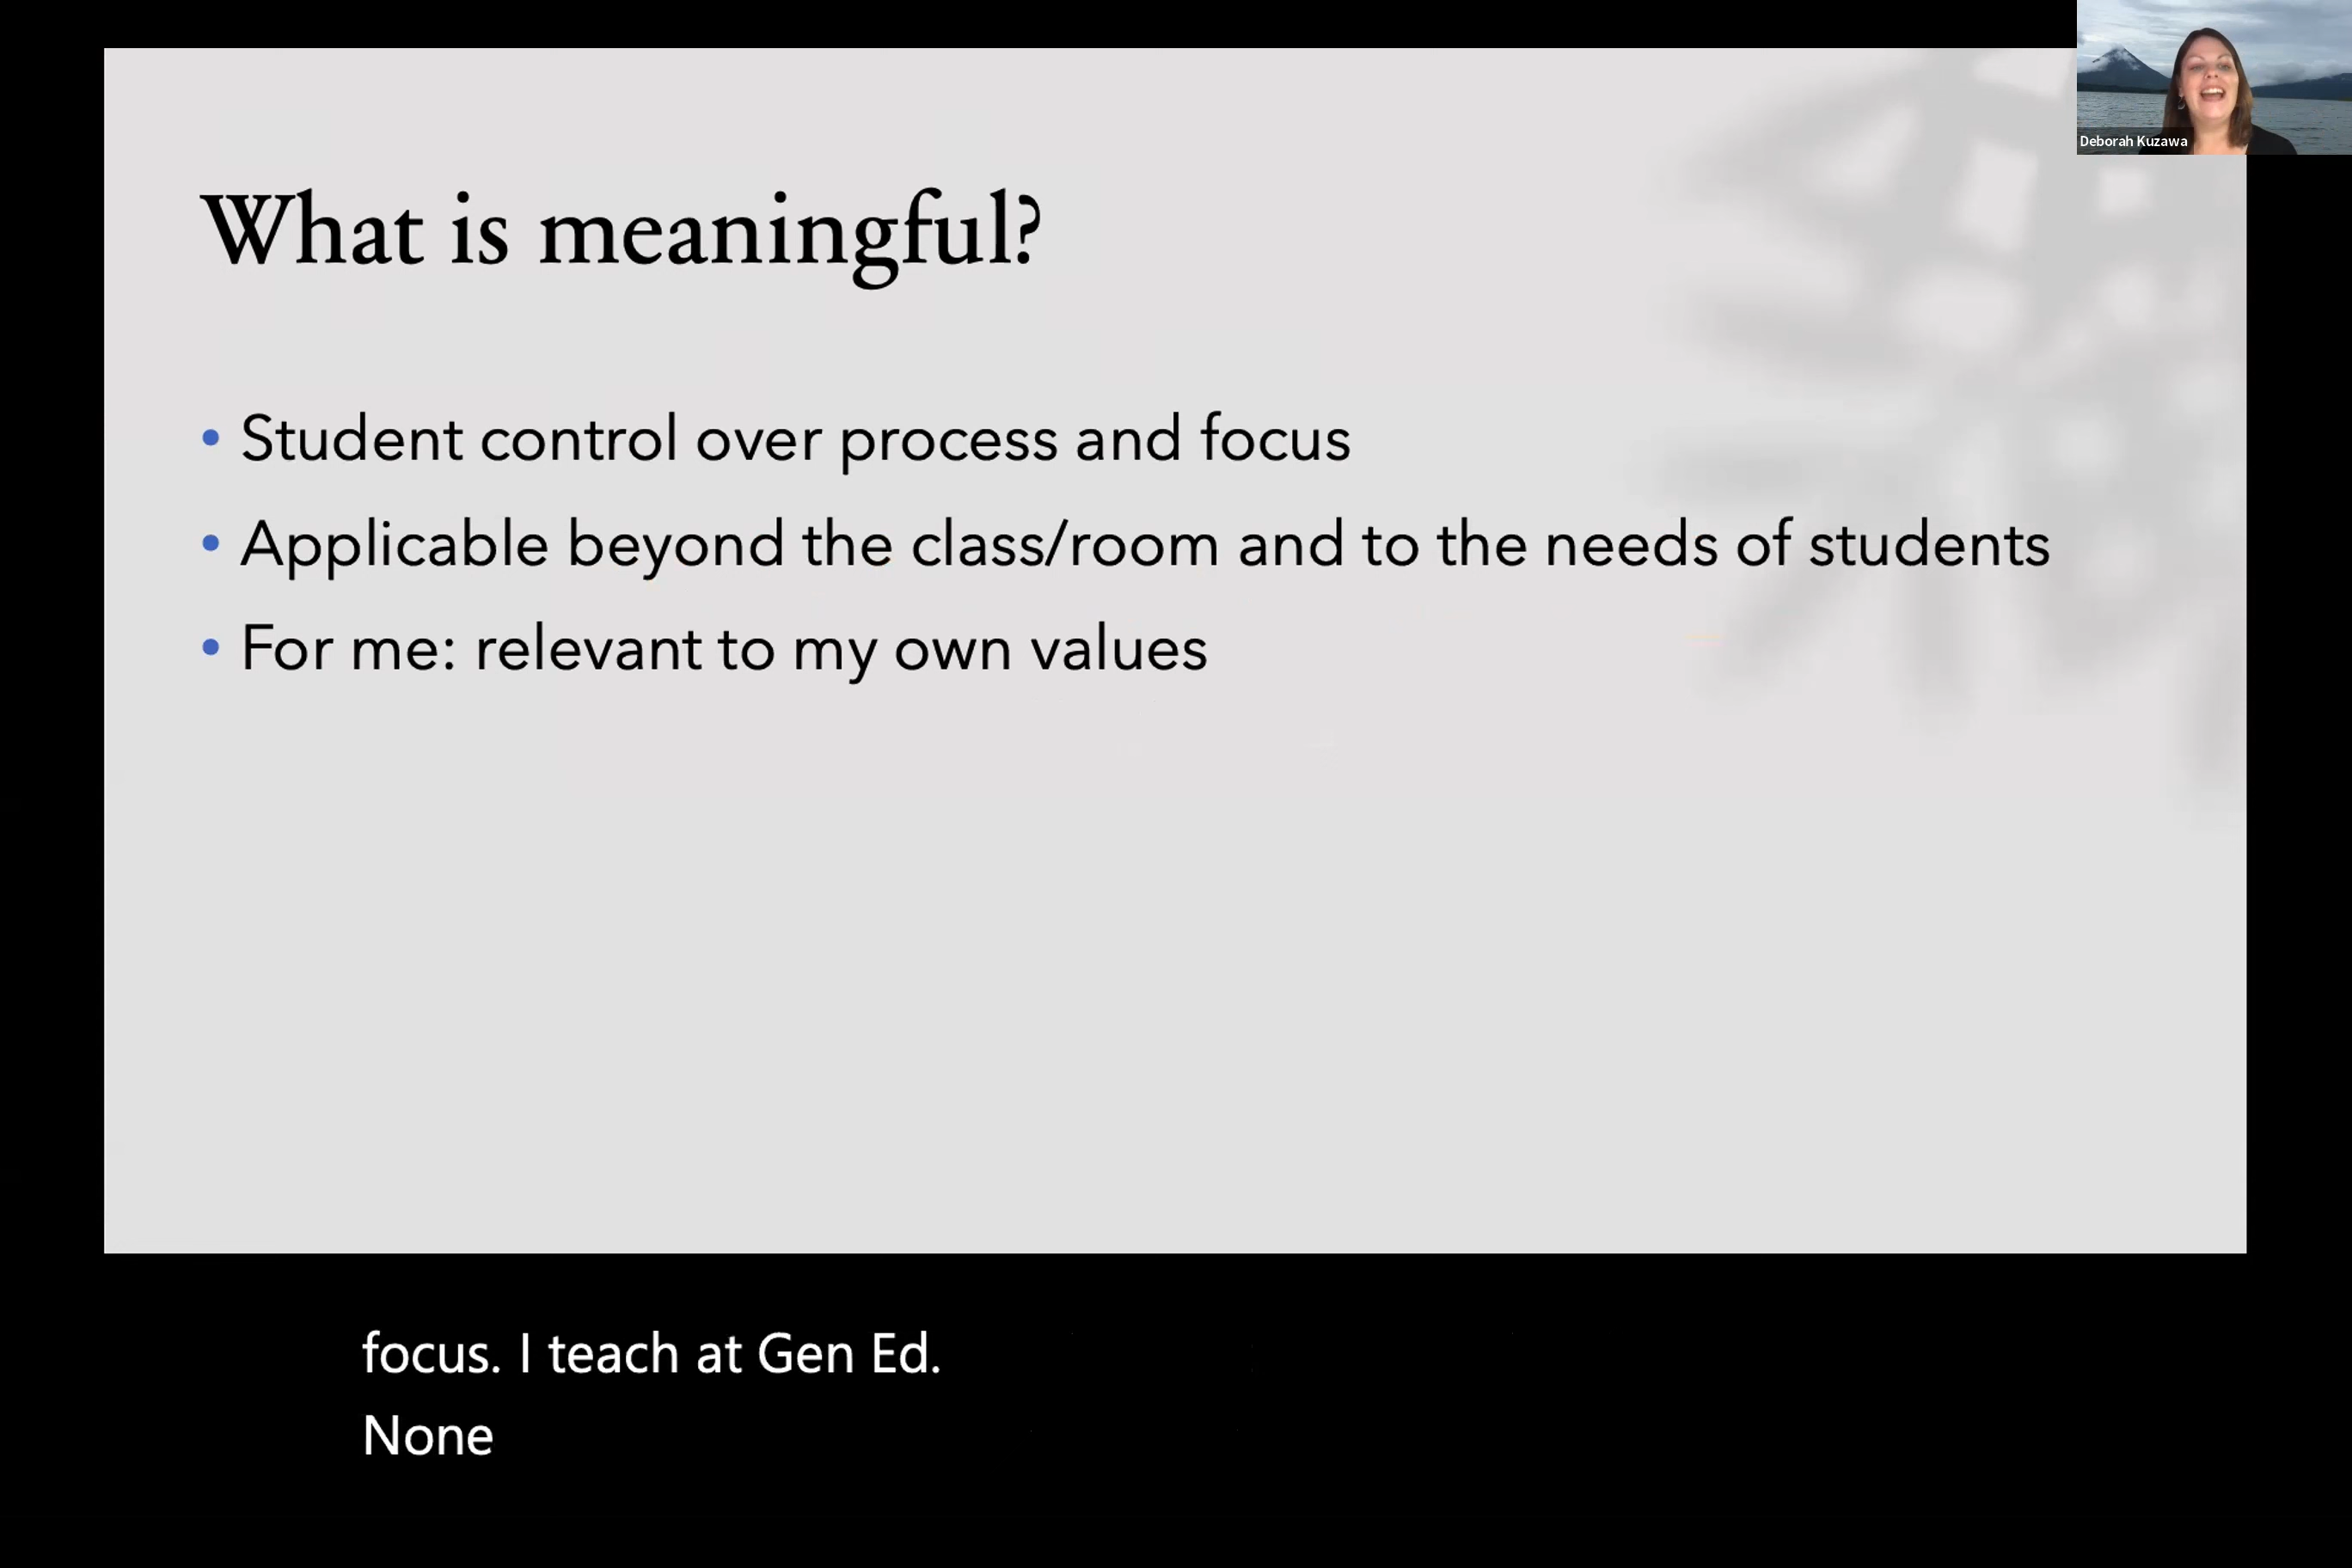 Deborah Kuzawa
What is meaningful?
• Student control over process and focus
• Applicable beyond the class/room and to the needs of students
• For me: relevant to my own values
focus. I teach at Gen Ed.
None